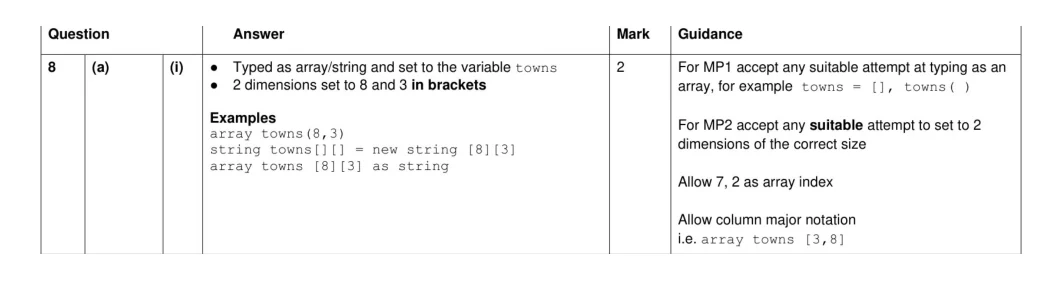 Question Answer Mark Guidance
8 (a) (i) ● Typed as array/string and set to the variable towns 2 For MP1 accept any suitable attempt at typing as an
● 2 dimensions set to 8 and 3 in brackets array, for example towns = [], towns( )
Examples
array towns(8,3)
string towns[][] = new string [8][3]
array towns [8][3] as string
For MP2 accept any suitable attempt to set to 2
dimensions of the correct size
Allow 7, 2 as array index
Allow column major notation
i.e. array towns [3,8]